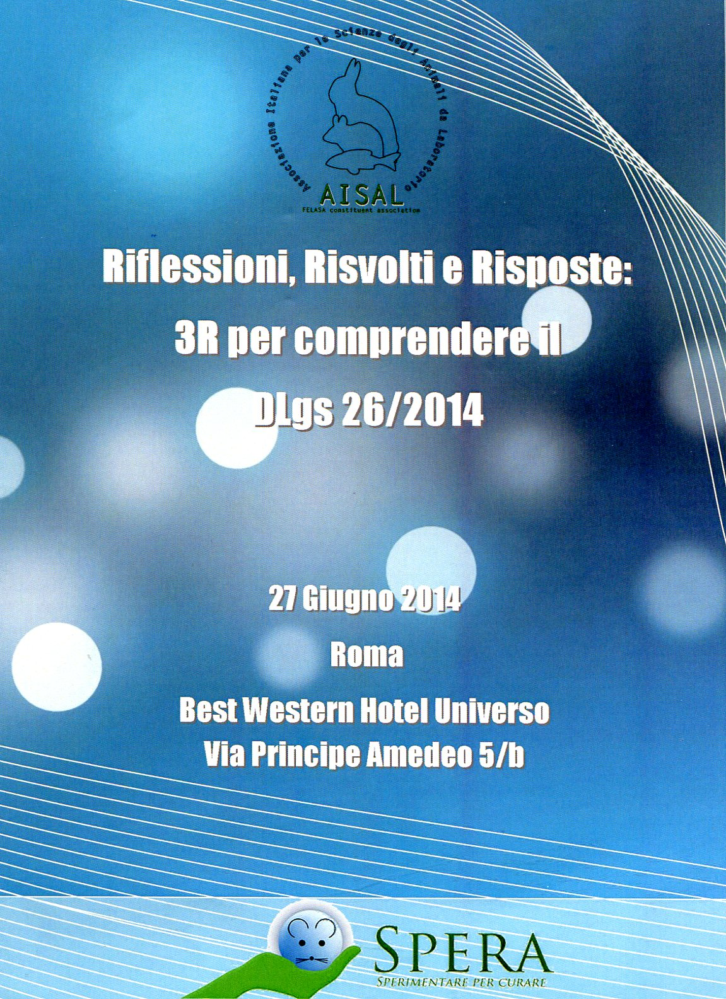 Associazione Italiana per le Scienze degli Animali da Laboratorio
AISAL
FELASA constituent association
Riflessioni, Risvolti e Risposte:
3R per comprendere il
DLgs 26/2014
27 Giugno 2014
Roma
Best Western Hotel Universo
Via Principe Amedeo 5/b
SPERA
SPERIMENTARE PER CURARE